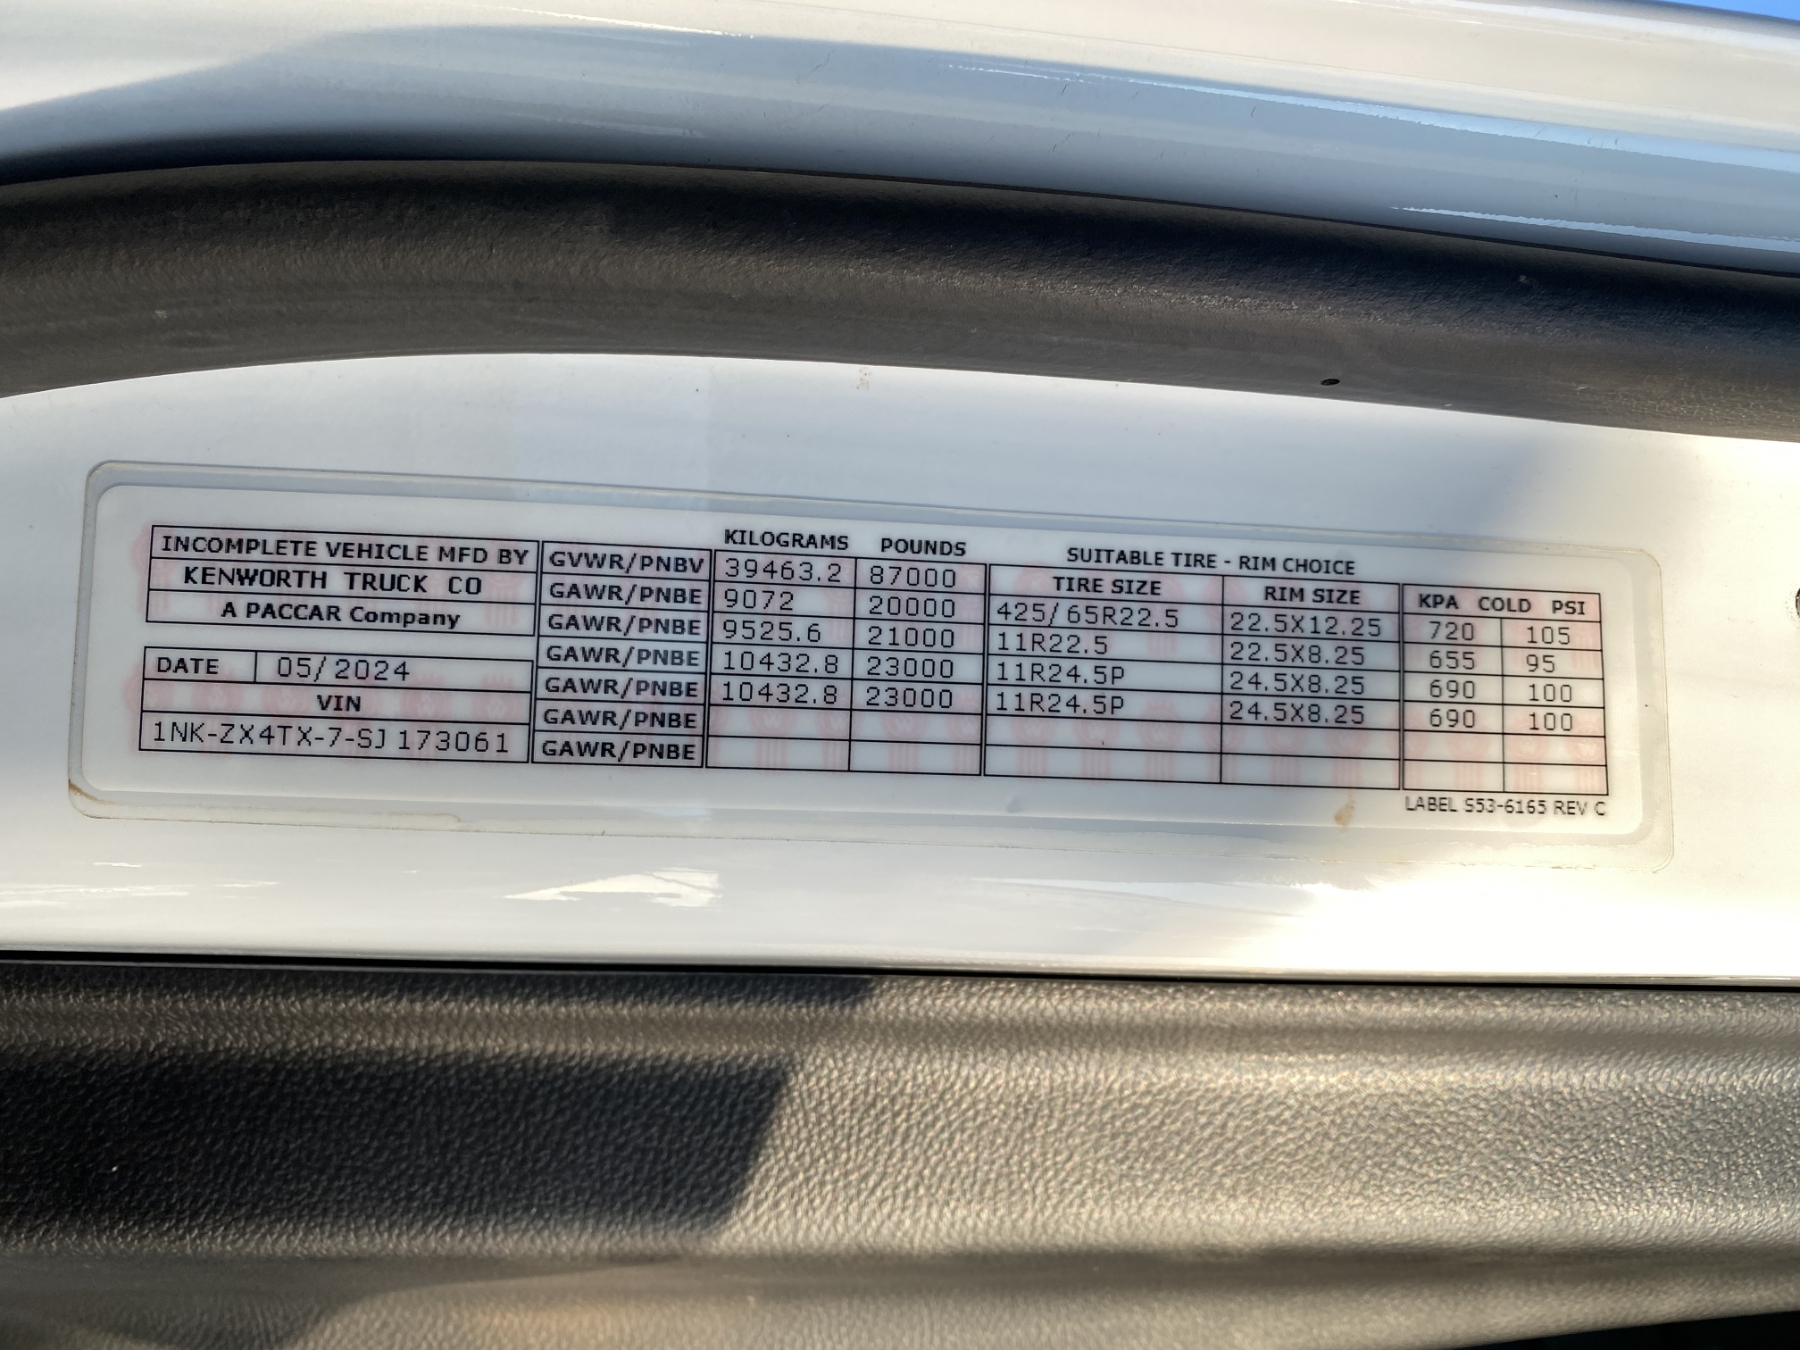 KILOGRAMS POUNDS SUITABLE TIRE - RIM CHOICE
INCOMPLETE VEHICLE MFD BY
KENWORTH TRUCK CO
A PACCAR Company
DATE 05/2024
VIN
1NK-ZX4TX-7-SJ173061
GVWR/PNBV 39463.2 87000 TIRE SIZE RIM SIZE KPA COLD PSI
GAWR/PNBE 9072 20000 425/65R22.5 22.5X12.25 720 105
GAWR/PNBE 9525.6 21000 11R22.5 22.5X8.25 655 95
GAWR/PNBE 10432.8 23000 11R24.5P 24.5X8.25 690 100
GAWR/PNBE 10432.8 23000 11R24.5P 24.5X8.25 690 100
GAWR/PNBE
GAWR/PNBE
LABEL S53-6165 REV C